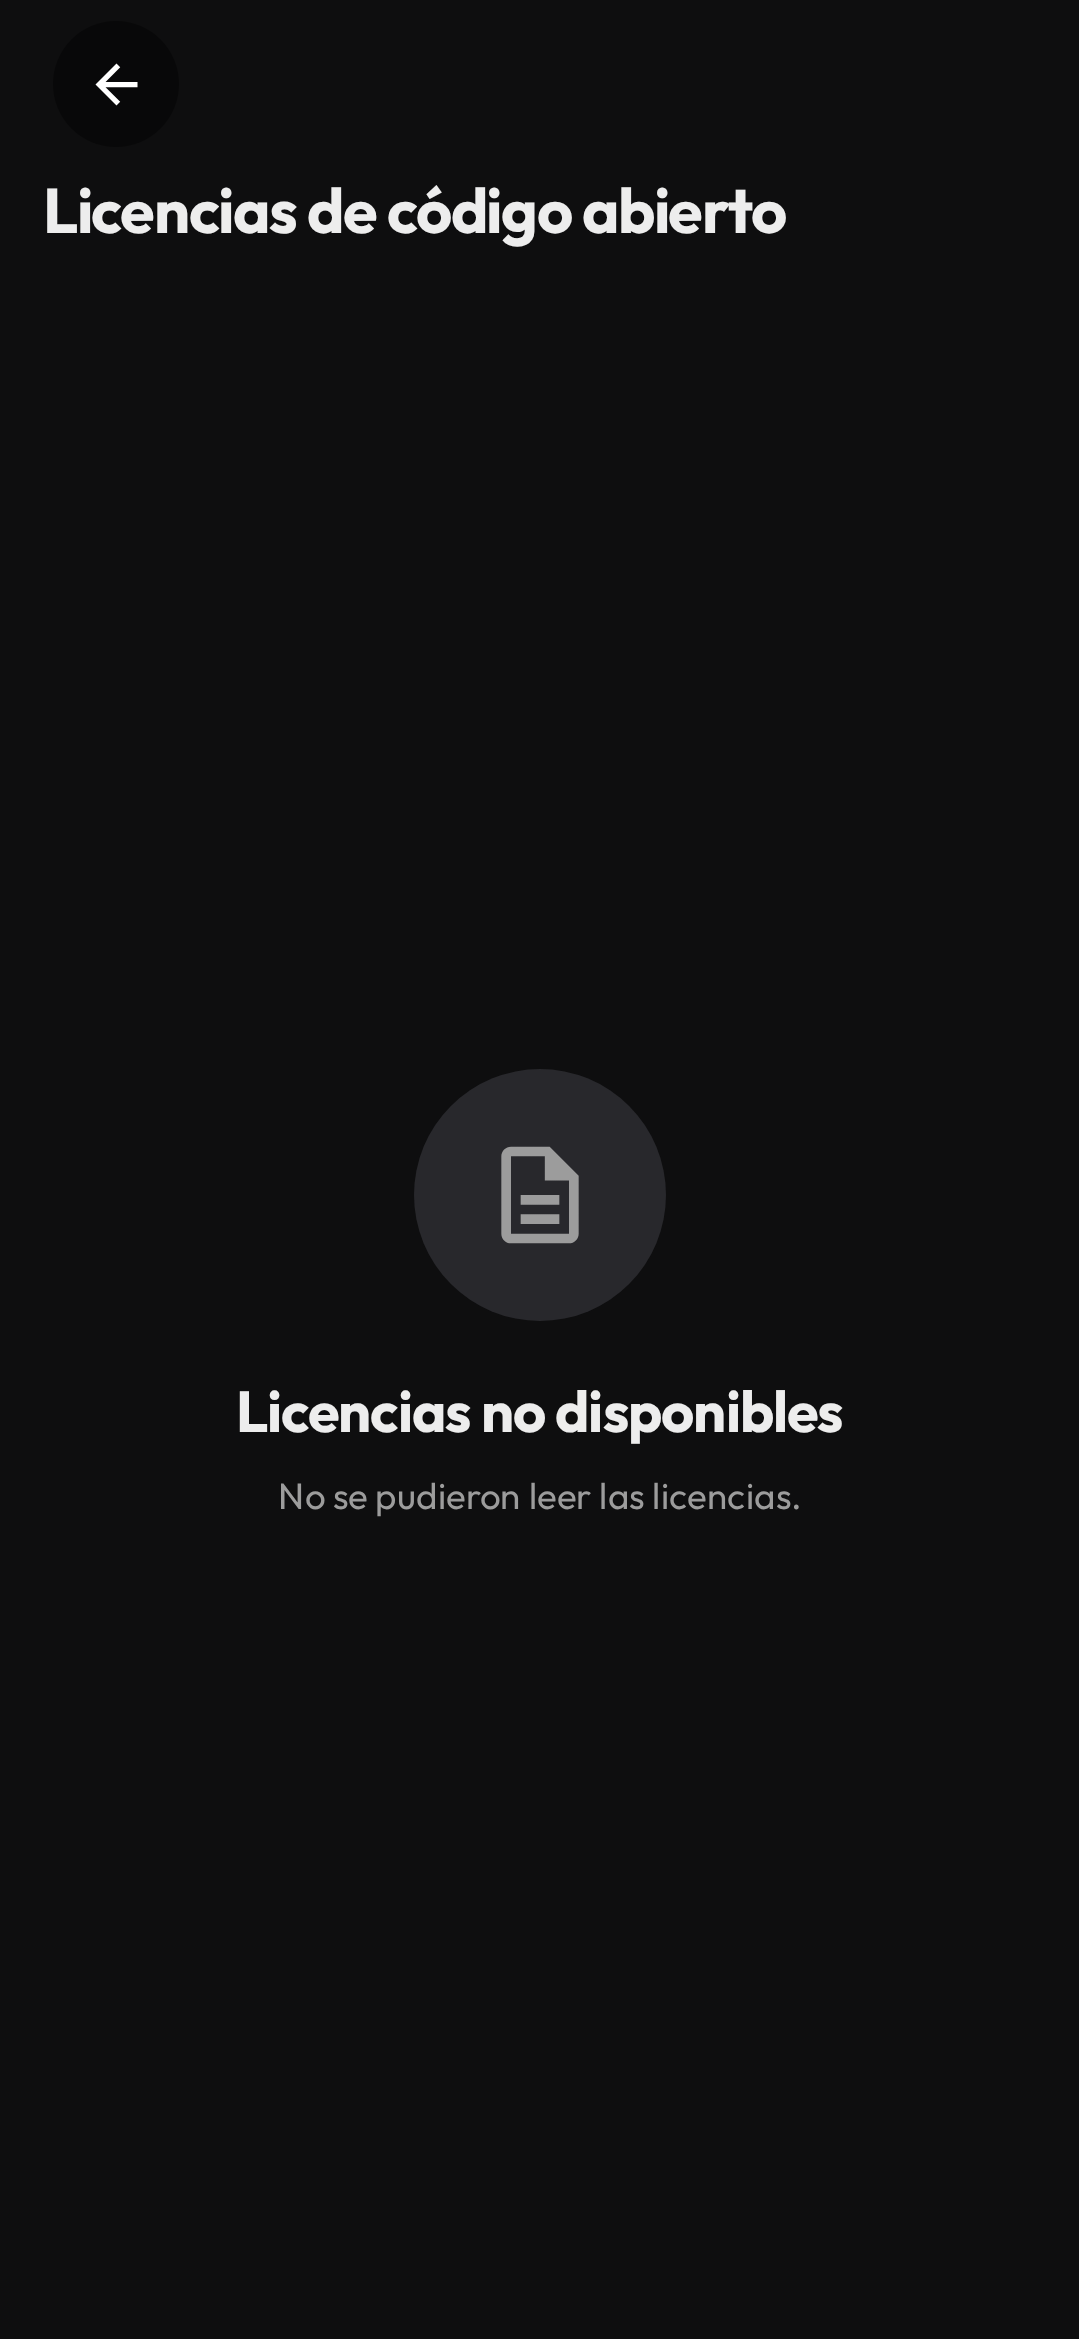 Licencias de código abierto
Licencias no disponibles
No se pudieron leer las licencias.